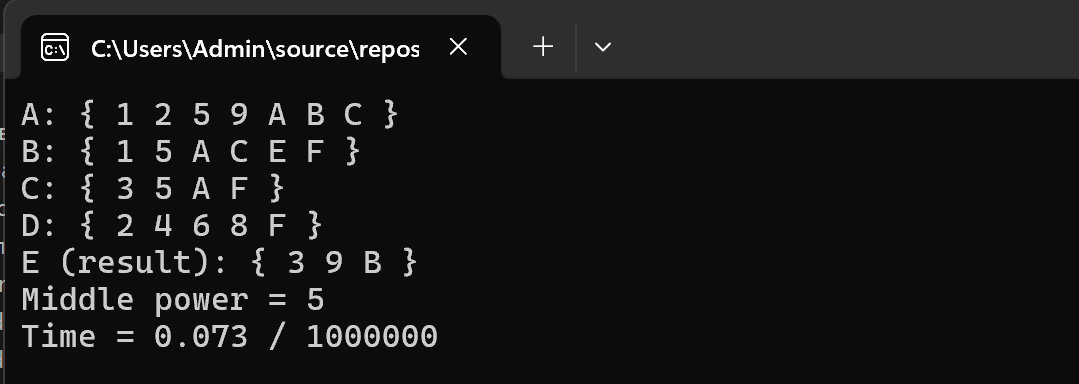 C:\Users\Admin\source\repos
A: { 1 2 5 9 A B C }
B: { 1 5 A C E F }
C: { 3 5 A F }
D: { 2 4 6 8 F }
E (result): { 3 9 B }
Middle power = 5
Time = 0.073 / 1000000